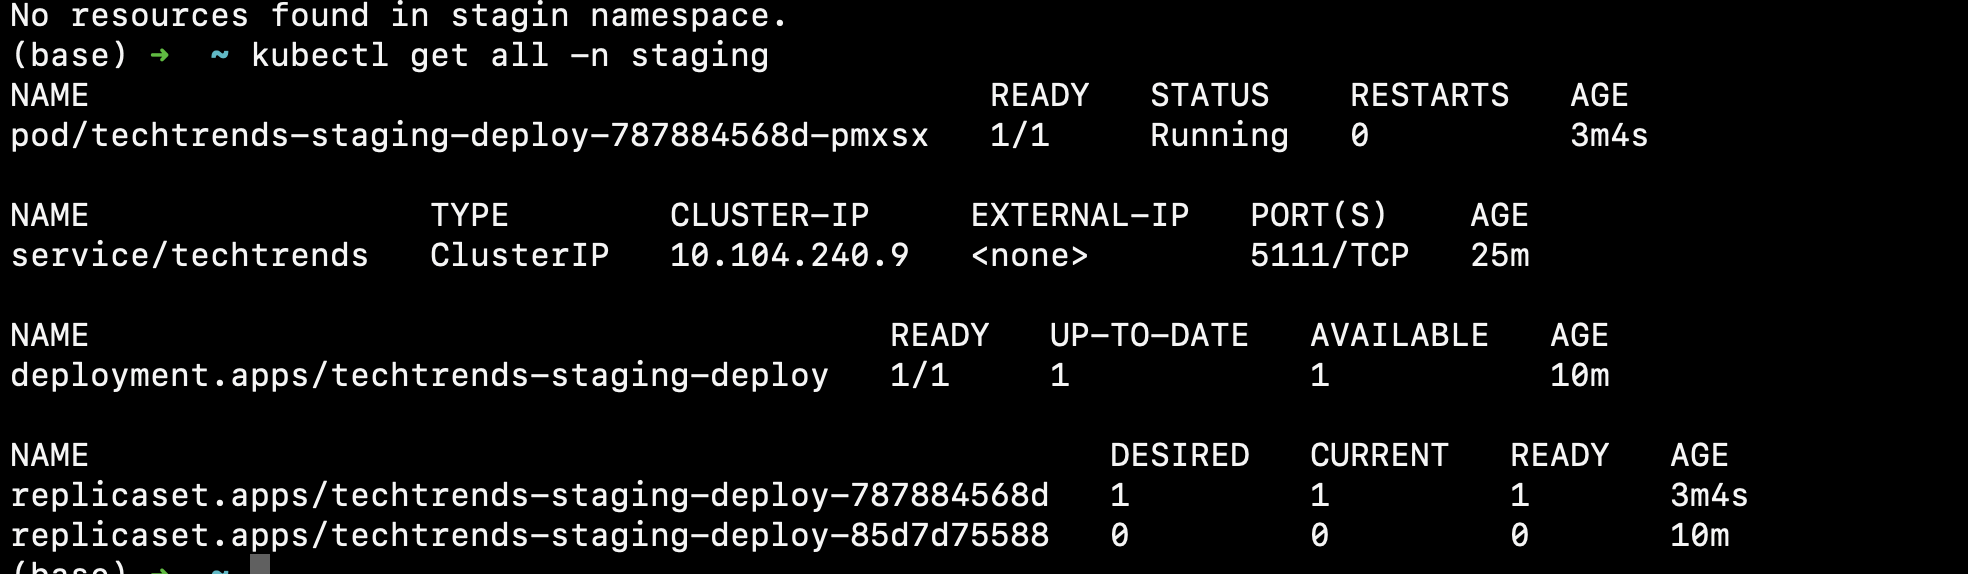 No resources found in stagin namespace.
(base) ➜  ~ kubectl get all -n staging
NAME                                             READY   STATUS    RESTARTS   AGE
pod/techtrends-staging-deploy-787884568d-pmxsx   1/1     Running   0          3m4s

NAME                 TYPE        CLUSTER-IP     EXTERNAL-IP   PORT(S)    AGE
service/techtrends   ClusterIP   10.104.240.9   <none>        5111/TCP   25m

NAME                                        READY   UP-TO-DATE   AVAILABLE   AGE
deployment.apps/techtrends-staging-deploy   1/1     1            1           10m

NAME                                                   DESIRED   CURRENT   READY   AGE
replicaset.apps/techtrends-staging-deploy-787884568d   1         1         1       3m4s
replicaset.apps/techtrends-staging-deploy-85d7d75588   0         0         0       10m
(base) ➜  ~